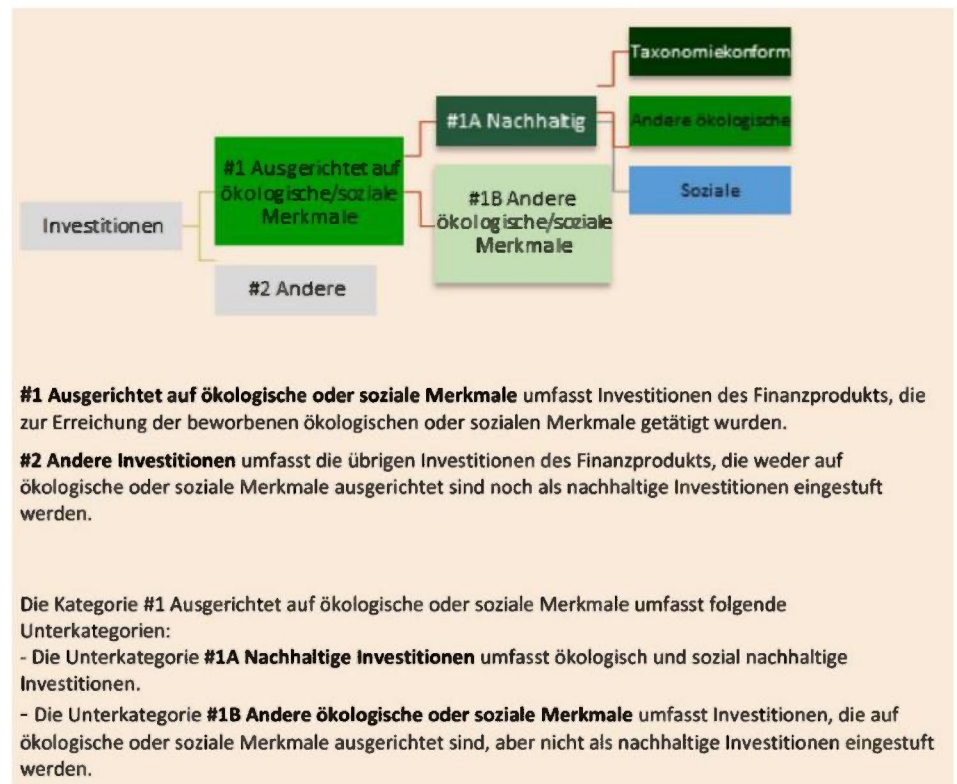 Taxonomiekonform
#1A Nachhaltig
Andere ökologische
#1 Ausgerichtet auf
ökologische/soziale
Merkmale
#1B Andere
ökologische/soziale
Merkmale
Soziale
Investitionen
#2 Andere
#1 Ausgerichtet auf ökologische oder soziale Merkmale umfasst Investitionen des Finanzprodukts, die
zur Erreichung der beworbenen ökologischen oder sozialen Merkmale getätigt wurden.
#2 Andere Investitionen umfasst die übrigen Investitionen des Finanzprodukts, die weder auf
ökologische oder soziale Merkmale ausgerichtet sind noch als nachhaltige Investitionen eingestuft
werden.
Die Kategorie #1 Ausgerichtet auf ökologische oder soziale Merkmale umfasst folgende
Unterkategorien:
- Die Unterkategorie #1A Nachhaltige Investitionen umfasst ökologisch und sozial nachhaltige
Investitionen.
- Die Unterkategorie #1B Andere ökologische oder soziale Merkmale umfasst Investitionen, die auf
ökologische oder soziale Merkmale ausgerichtet sind, aber nicht als nachhaltige Investitionen eingestuft
werden.